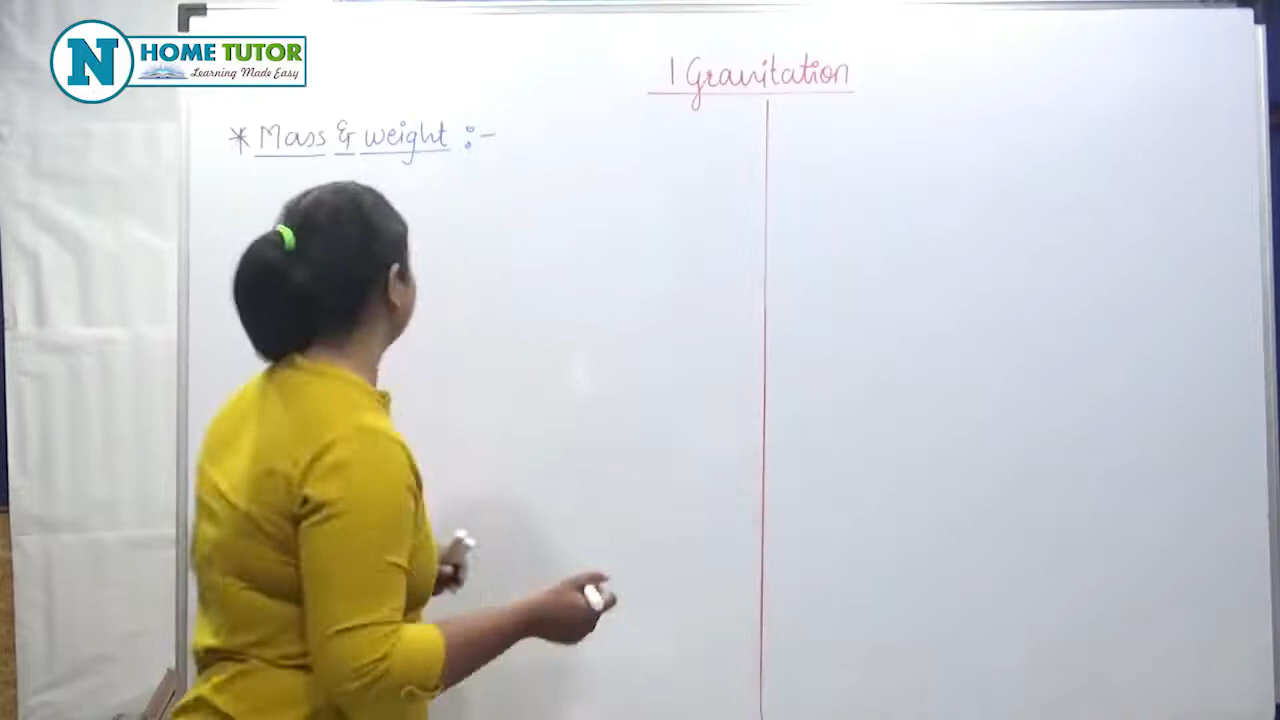 N HOME TUTOR
Learning Made Easy
1 Gravitation
* Mass & weight :-